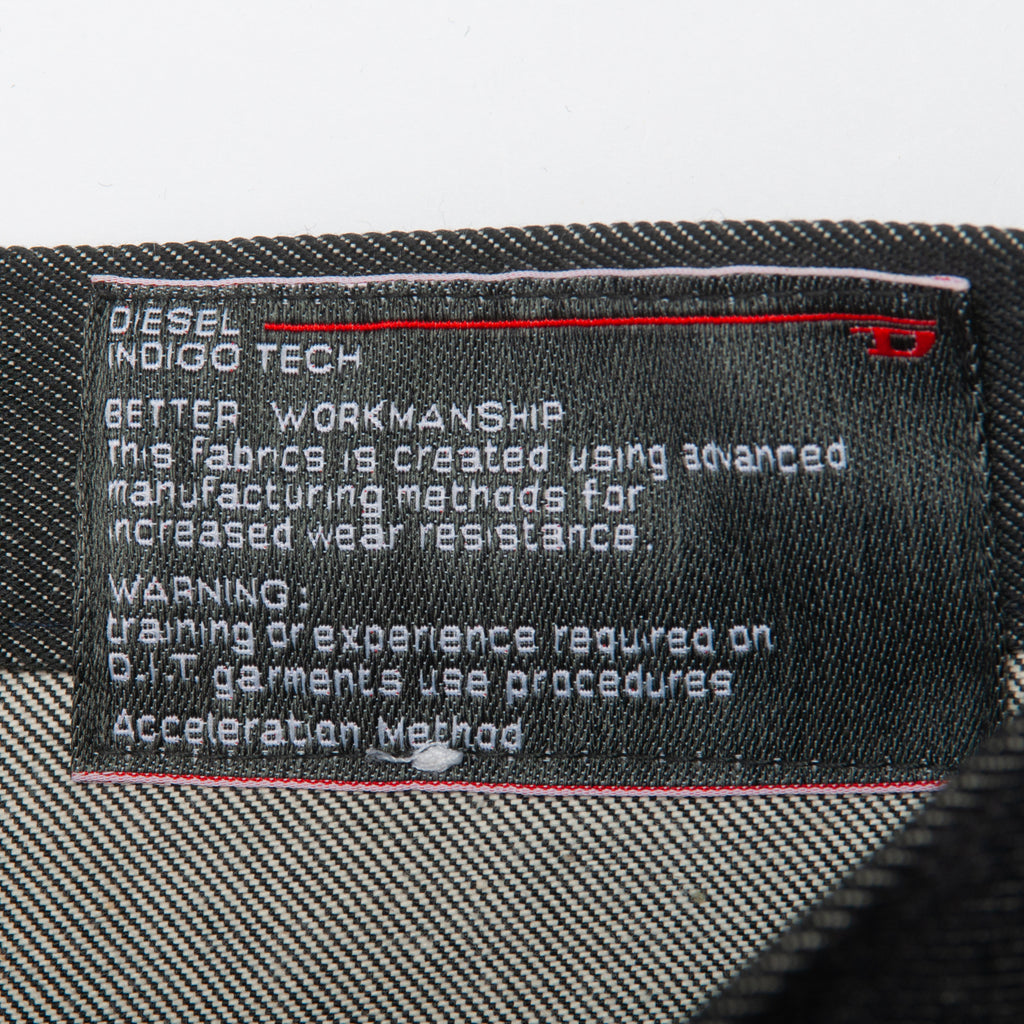 DIESEL
D
INDIGO TECH
BETTER WORKMANSHIP
This fabrics is created using advanced
manufacturing methods for
increased wear resistance.
WARNING:
training or experience required on
D.I.T. garments use procedures
Acceleration Method